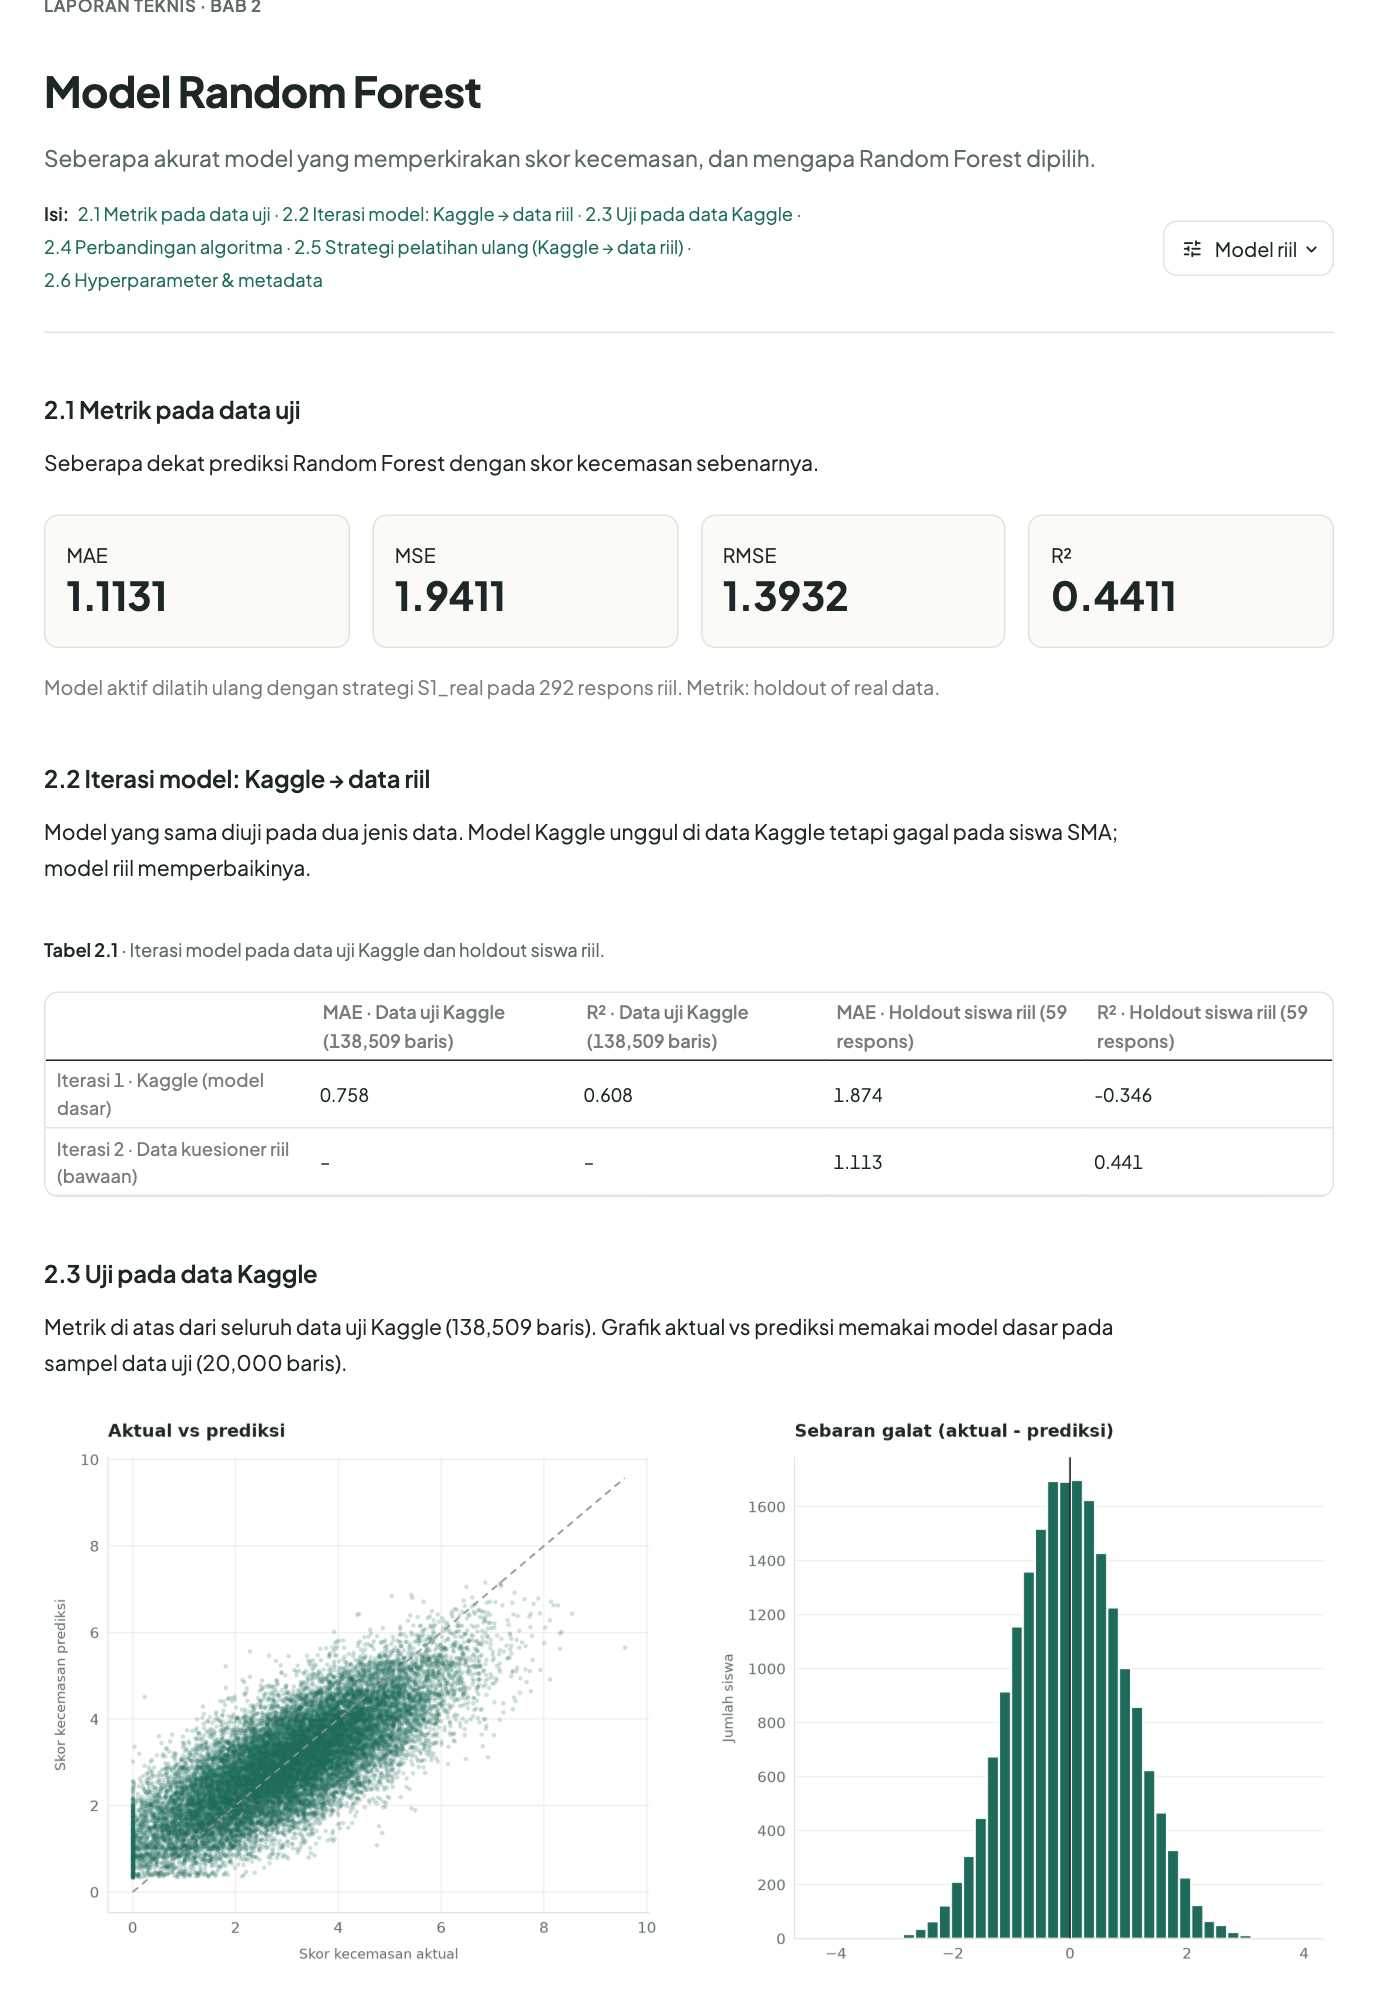 LAPORAN TEKNIS · BAB 2
Model Random Forest
Seberapa akurat model yang memperkirakan skor kecemasan, dan mengapa Random Forest dipilih.
Isi: 2.1 Metrik pada data uji · 2.2 Iterasi model: Kaggle → data riil · 2.3 Uji pada data Kaggle ·
2.4 Perbandingan algoritma · 2.5 Strategi pelatihan ulang (Kaggle → data riil) ·
2.6 Hyperparameter & metadata
Model riil
2.1 Metrik pada data uji
Seberapa dekat prediksi Random Forest dengan skor kecemasan sebenarnya.
MAE
1.1131
MSE
1.9411
RMSE
1.3932
R²
0.4411
Model aktif dilatih ulang dengan strategi S1_real pada 292 respons riil. Metrik: holdout of real data.
2.2 Iterasi model: Kaggle → data riil
Model yang sama diuji pada dua jenis data. Model Kaggle unggul di data Kaggle tetapi gagal pada siswa SMA;
model riil memperbaikinya.
Tabel 2.1 · Iterasi model pada data uji Kaggle dan holdout siswa riil.
MAE · Data uji Kaggle
(138,509 baris)
R² · Data uji Kaggle
(138,509 baris)
MAE · Holdout siswa riil (59
respons)
R² · Holdout siswa riil (59
respons)
Iterasi 1 · Kaggle (model
dasar)
0.758
0.608
1.874
-0.346
Iterasi 2 · Data kuesioner riil
(bawaan)
–
–
1.113
0.441
2.3 Uji pada data Kaggle
Metrik di atas dari seluruh data uji Kaggle (138,509 baris). Grafik aktual vs prediksi memakai model dasar pada
sampel data uji (20,000 baris).
Aktual vs prediksi
10
8
6
4
2
0
Skor kecemasan prediksi
0 2 4 6 8 10
Skor kecemasan aktual
Sebaran galat (aktual - prediksi)
1600
1400
1200
1000
800
600
400
200
0
Jumlah siswa
−4 −2 0 2 4